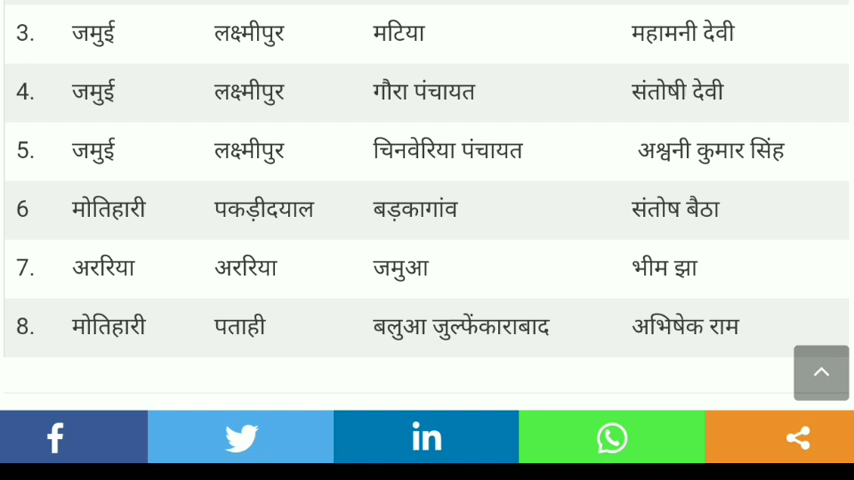 3. जमुई लक्ष्मीपुर मटिया महामनी देवी
4. जमुई लक्ष्मीपुर गौरा पंचायत संतोषी देवी
5. जमुई लक्ष्मीपुर चिनवेरिया पंचायत अश्वनी कुमार सिंह
6 मोतिहारी पकड़ीदयाल बड़कागांव संतोष बैठा
7. अररिया अररिया जमुआ भीम झा
8. मोतिहारी पताही बलुआ जुल्फेंकाराबाद अभिषेक राम